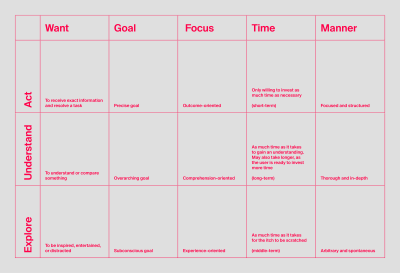 Want Goal Focus Time Manner
Act
To receive exact information
and resolve a task
Precise goal
Outcome-oriented
Only willing to invest as
much time as necessary
(short-term)
Focused and structured
Understand
To understand or compare
something
Overarching goal
Comprehension-oriented
As much time as it takes
to gain an understanding.
May also take longer, as
the user is ready to invest
more time
(long-term)
Thorough and in-depth
Explore
To be inspired, entertained,
or distracted
Subconscious goal
Experience-oriented
As much time as it takes
for the itch to be scratched
(middle-term)
Arbitrary and spontaneous